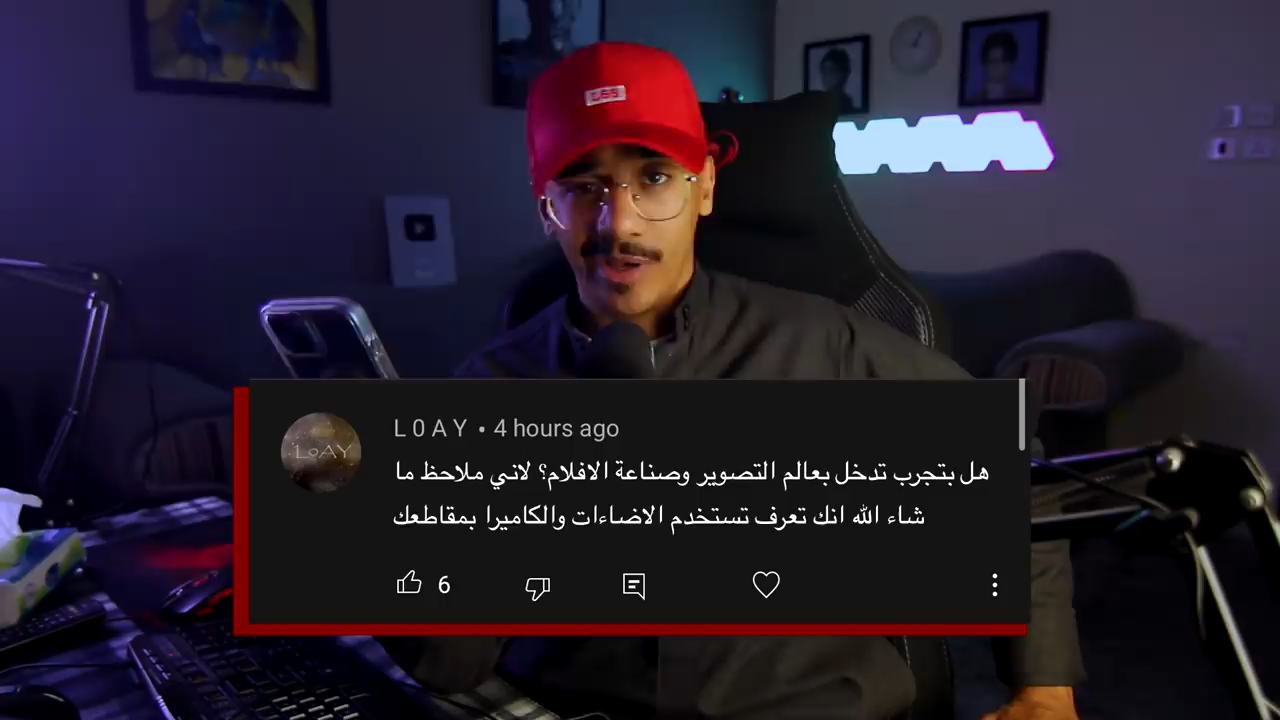 L 0 A Y • 4 hours ago
هل بتجرب تدخل بعالم التصوير وصناعة الافلام؟ لاني ملاحظ ما
شاء الله انك تعرف تستخدم الاضاءات والكاميرا بمقاطعك
6
LoAY